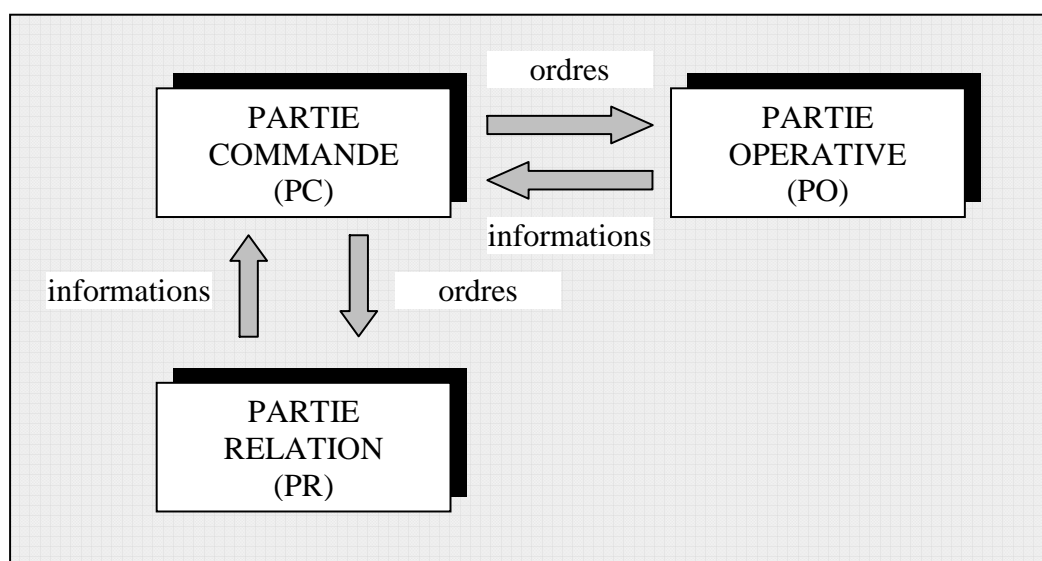 ordres
PARTIE
COMMANDE
(PC)
PARTIE
OPERATIVE
(PO)
informations
informations
ordres
PARTIE
RELATION
(PR)